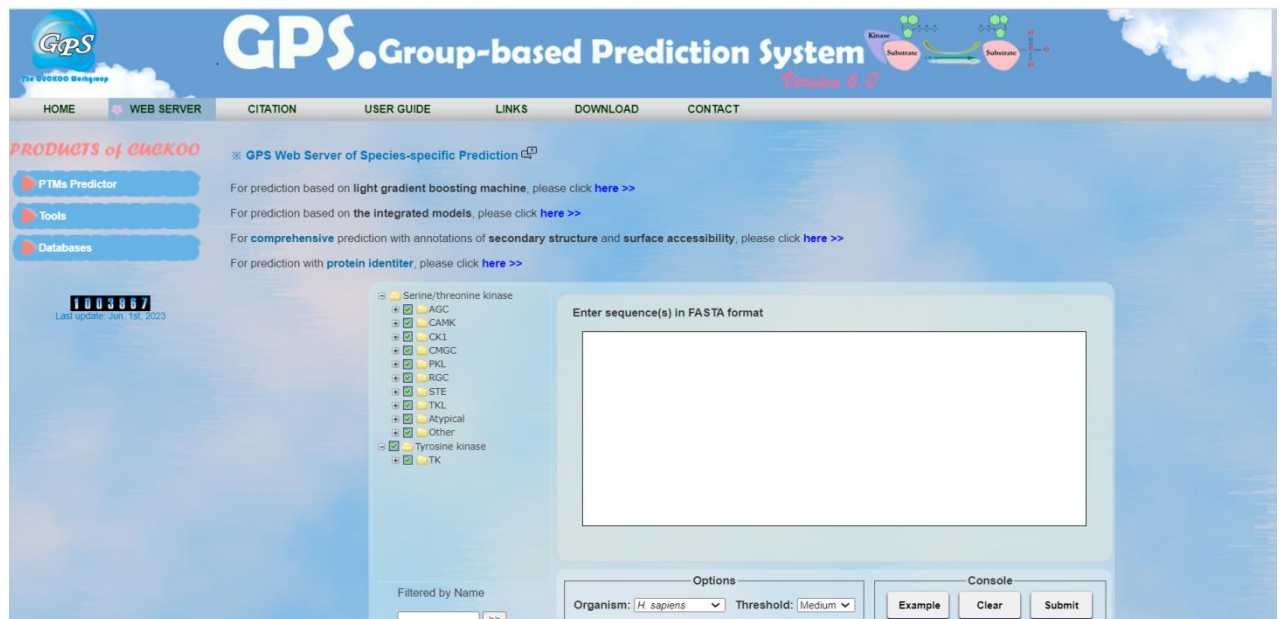 GPS
The CUCKOO Workgroup
GPS.Group-based Prediction System
Version 6.0
Kinase
Substrate
Substrate
HOME WEB SERVER CITATION USER GUIDE LINKS DOWNLOAD CONTACT
PRODUCTS of CUCKOO
PTMs Predictor
Tools
Databases
1003867
Last update: Jun. 1st, 2023
※ GPS Web Server of Species-specific Prediction
For prediction based on light gradient boosting machine, please click here >>
For prediction based on the integrated models, please click here >>
For comprehensive prediction with annotations of secondary structure and surface accessibility, please click here >>
For prediction with protein identiter, please click here >>
Serine/threonine kinase
AGC
CAMK
CK1
CMGC
PKL
RGC
STE
TKL
Atypical
Other
Tyrosine kinase
TK
Filtered by Name
>>
Enter sequence(s) in FASTA format
Options
Organism: H. sapiens Threshold: Medium
Console
Example Clear Submit